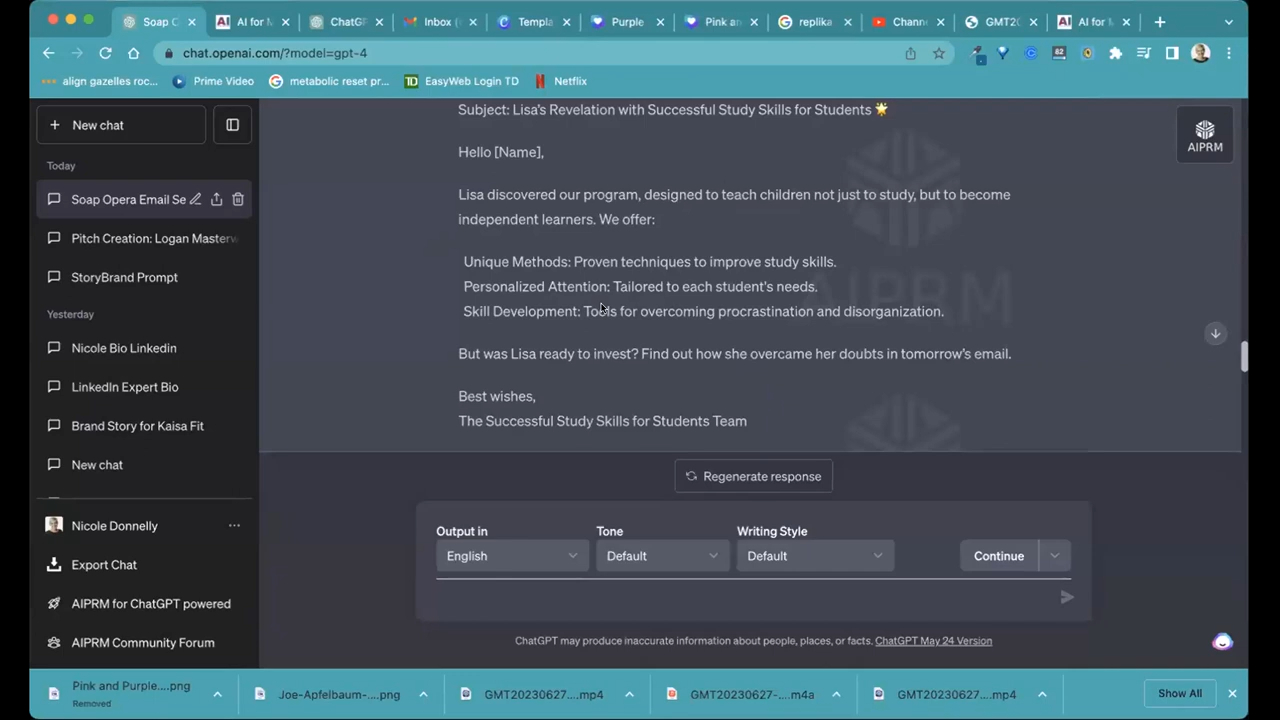 Soap O
AI for M
ChatGP
Inbox (
Templa
Purple
Pink an
replika
Channe
GMT20
AI for M
chat.openai.com/?model=gpt-4
82
align gazelles roc...
Prime Video
metabolic reset pr...
TD
EasyWeb Login TD
Netflix
New chat
Today
Soap Opera Email Se
Pitch Creation: Logan Masterw
StoryBrand Prompt
Yesterday
Nicole Bio Linkedin
LinkedIn Expert Bio
Brand Story for Kaisa Fit
New chat
Nicole Donnelly
Export Chat
AIPRM for ChatGPT powered
AIPRM Community Forum
AIPRM
Subject: Lisa's Revelation with Successful Study Skills for Students 🌟
Hello [Name],
Lisa discovered our program, designed to teach children not just to study, but to become
independent learners. We offer:
Unique Methods: Proven techniques to improve study skills.
Personalized Attention: Tailored to each student's needs.
Skill Development: Tools for overcoming procrastination and disorganization.
AIPRM
But was Lisa ready to invest? Find out how she overcame her doubts in tomorrow's email.
Best wishes,
The Successful Study Skills for Students Team
Regenerate response
Output in
Tone
Writing Style
English
Default
Default
Continue
ChatGPT may produce inaccurate information about people, places, or facts. ChatGPT May 24 Version
Pink and Purple....png
Removed
Joe-Apfelbaum-....png
GMT20230627....mp4
GMT20230627-....m4a
GMT20230627....mp4
Show All